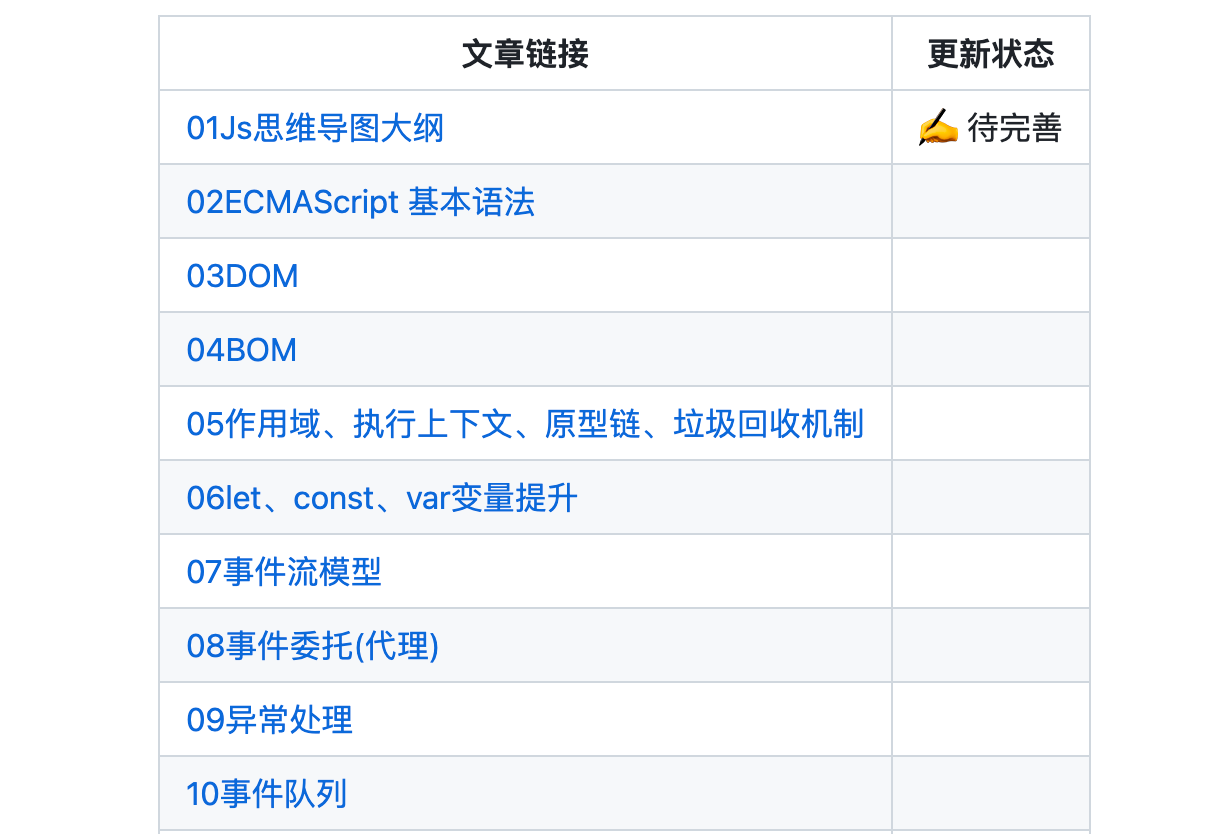 文章链接 更新状态
01Js思维导图大纲 ✍️ 待完善
02ECMAScript 基本语法
03DOM
04BOM
05作用域、执行上下文、原型链、垃圾回收机制
06let、const、var变量提升
07事件流模型
08事件委托(代理)
09异常处理
10事件队列